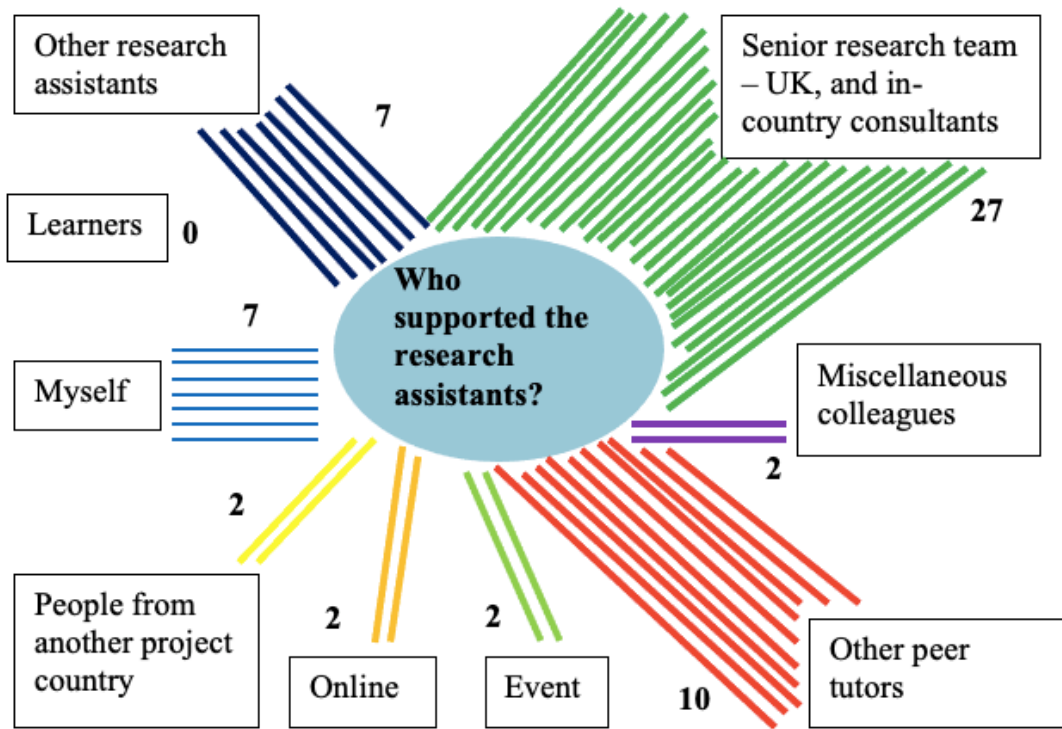 Other research
assistants
7
Senior research team
– UK, and in-
country consultants
27
Learners
0
Who
supported the
research
assistants?
7
Myself
Miscellaneous
colleagues
2
2
People from
another project
country
2
Online
2
Event
10
Other peer
tutors